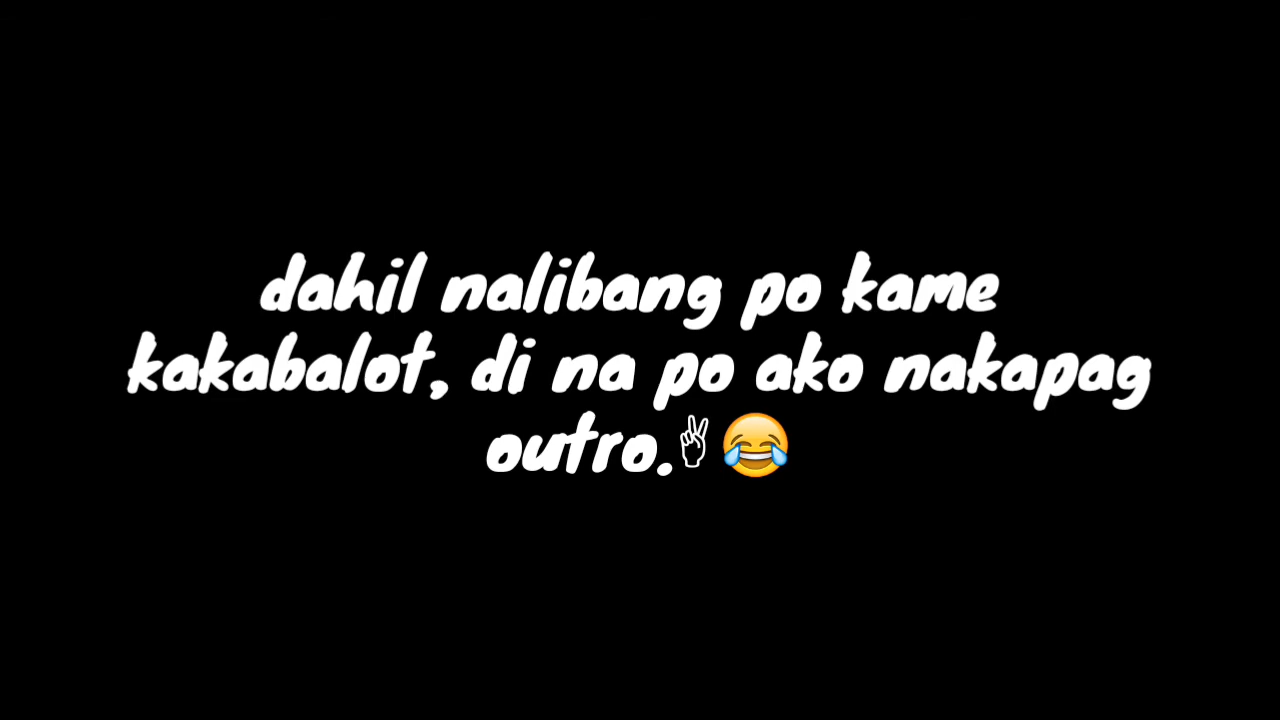 dahil nalibang po kame
kakabalot, di na po ako nakapag
outro.✌😂